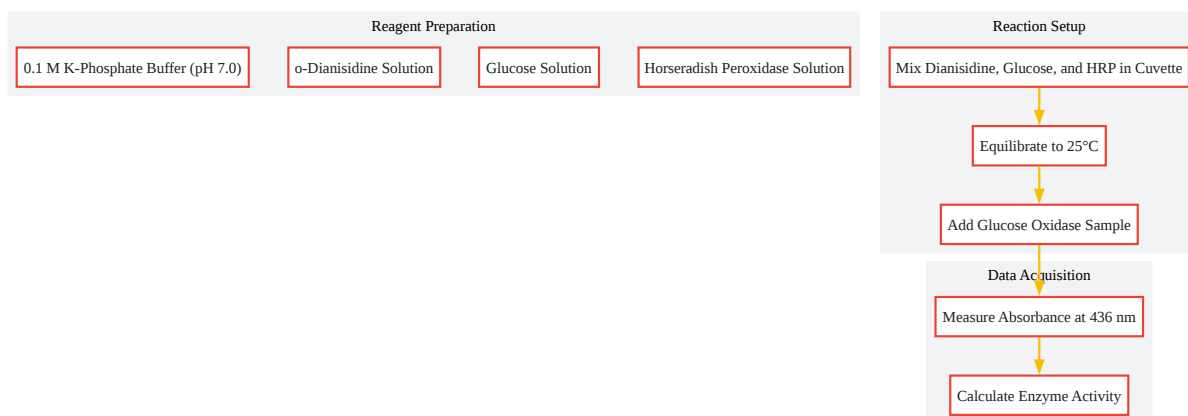 Reagent Preparation
0.1 M K-Phosphate Buffer (pH 7.0)
o-Dianisidine Solution
Glucose Solution
Horseradish Peroxidase Solution
Reaction Setup
Mix Dianisidine, Glucose, and HRP in Cuvette
Equilibrate to 25°C
Add Glucose Oxidase Sample
Data Acquisition
Measure Absorbance at 436 nm
Calculate Enzyme Activity